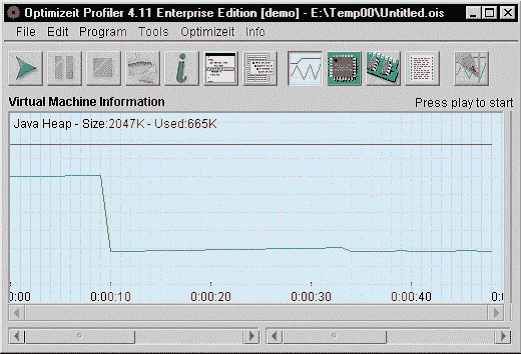 Optimizeit Profiler 4.11 Enterprise Edition [demo] - E:\Temp00\Untitled.ois
File Edit Program Tools Optimizeit Info
Virtual Machine Information
Press play to start
Java Heap - Size:2047K - Used:665K
0:00 0:00:10 0:00:20 0:00:30 0:00:40 0: